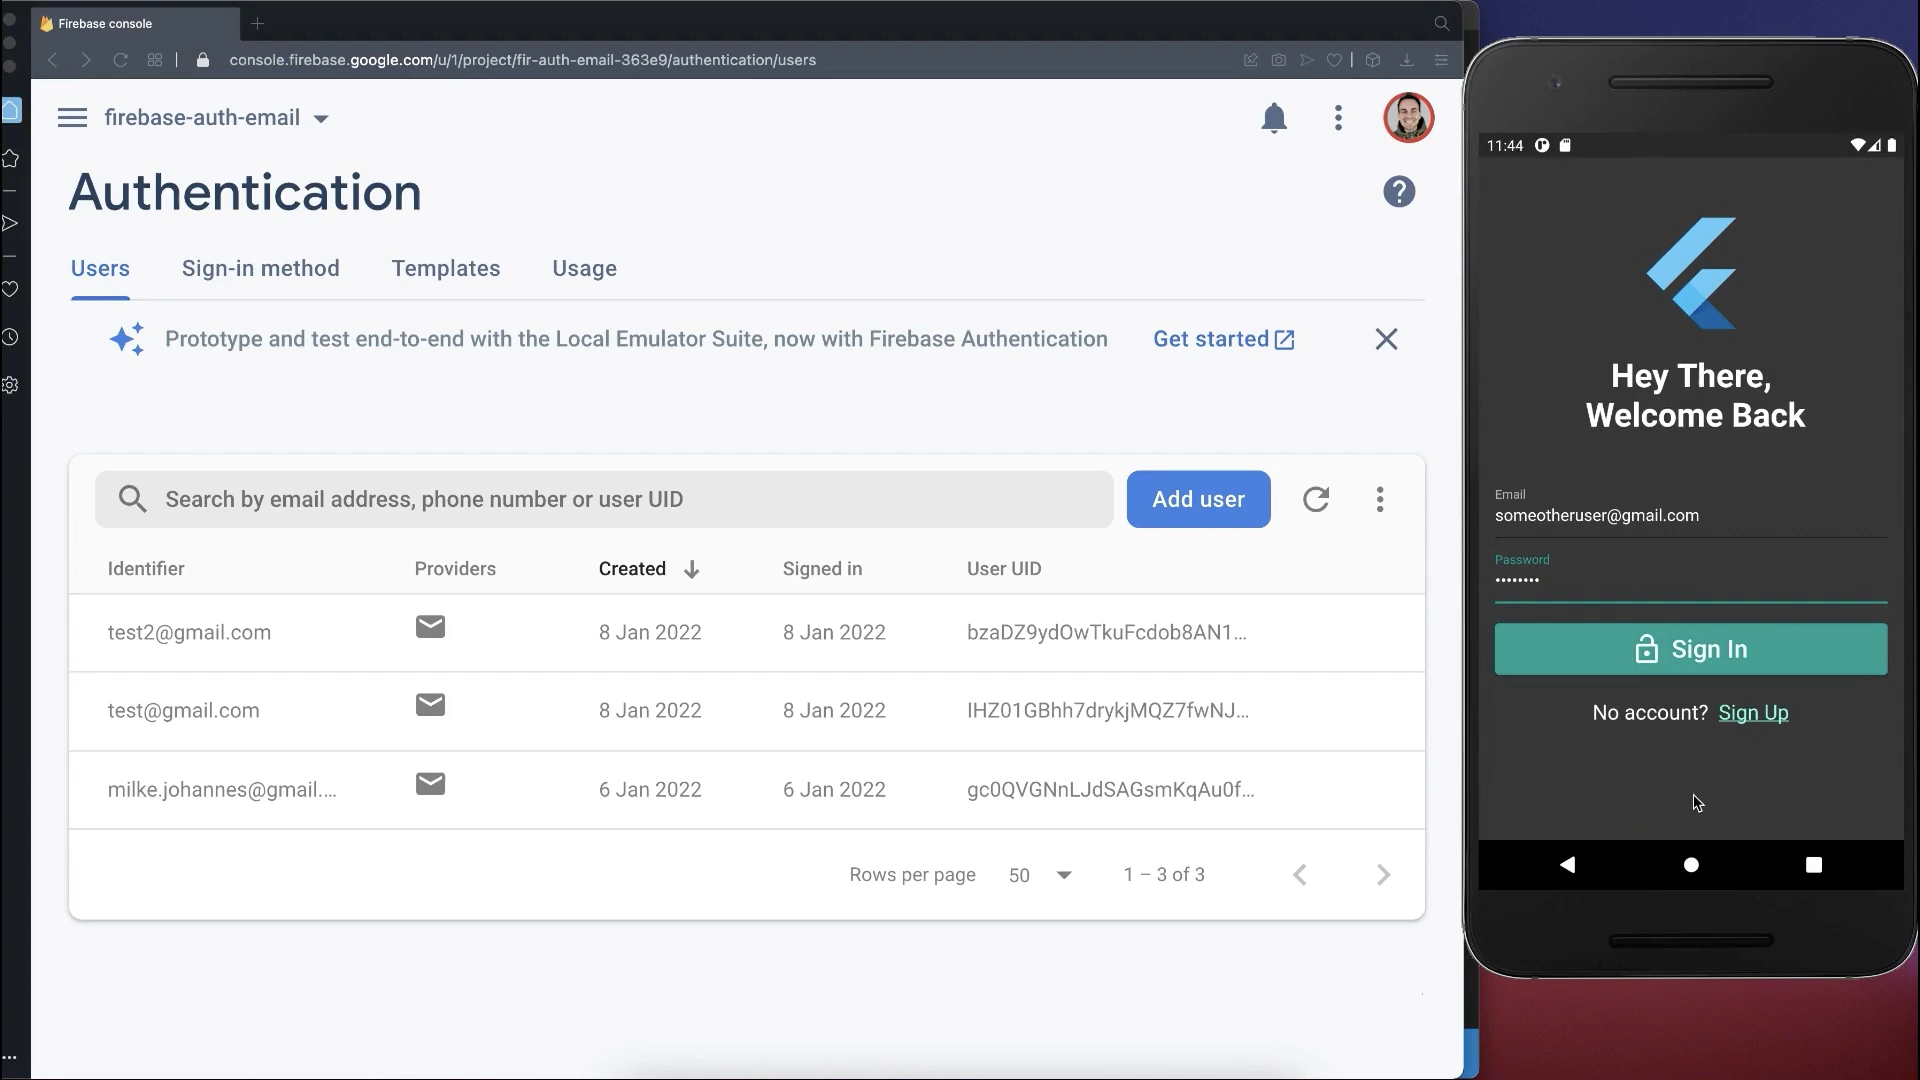 Firebase console
console.firebase.google.com/u/1/project/fir-auth-email-363e9/authentication/users
firebase-auth-email
Authentication
Users Sign-in method Templates Usage
Prototype and test end-to-end with the Local Emulator Suite, now with Firebase Authentication Get started
Search by email address, phone number or user UID Add user
Identifier Providers Created Signed in User UID
test2@gmail.com 8 Jan 2022 8 Jan 2022 bzaDZ9ydOwTkuFcdob8AN1...
test@gmail.com 8 Jan 2022 8 Jan 2022 IHZ01GBhh7drykjMQZ7fwNJ...
milke.johannes@gmail.... 6 Jan 2022 6 Jan 2022 gc0QVGNnLJdSAGsmKqAu0f...
Rows per page 50 1 – 3 of 3
11:44
Hey There,
Welcome Back
Email
someotheruser@gmail.com
Password
••••••••
Sign In
No account? Sign Up